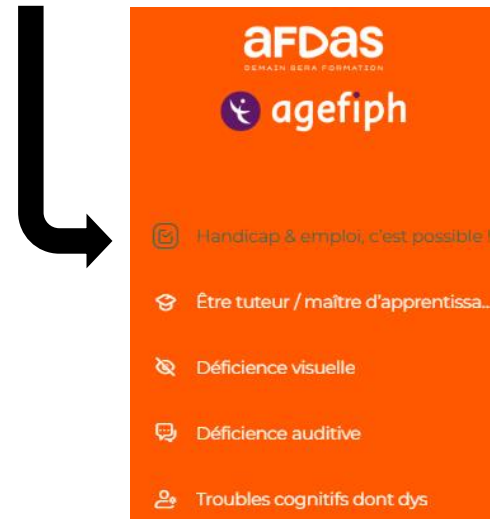 aFDas
DEMAIN SERA FORMATION
agefiph
Handicap & emploi, c'est possible !
Être tuteur / maître d'apprentissa...
Déficience visuelle
Déficience auditive
Troubles cognitifs dont dys